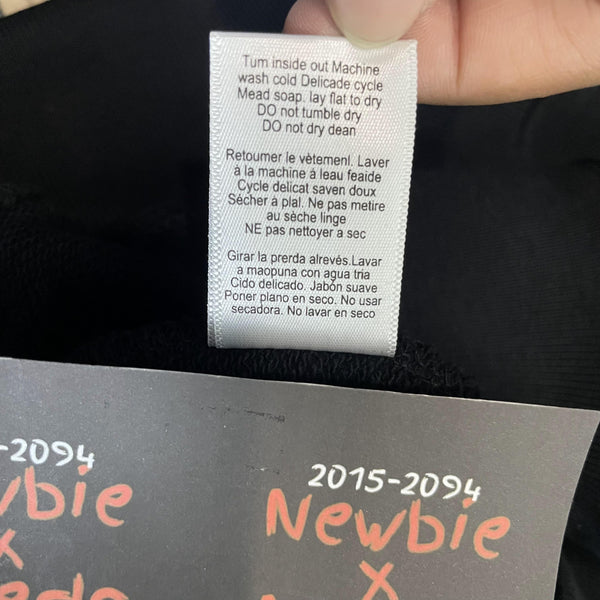 Tum inside out Machine
wash cold Delicade cycle
Mead soap. lay flat to dry
DO not tumble dry
DO not dry dean
Retoumer le vètemenl. Laver
á la machine á leau feaide
Cycle delicat saven doux
Sécher à plal. Ne pas metire
au sèche linge
NE pas nettoyer a sec
Girar la prerda alrevés.Lavar
a maopuna con agua tria
Cido delicado. Jabón suave
Poner plano en seco. No usar
secadora. No lavar en seco
-2094
wbie
x
2015-2094
Newbie
x